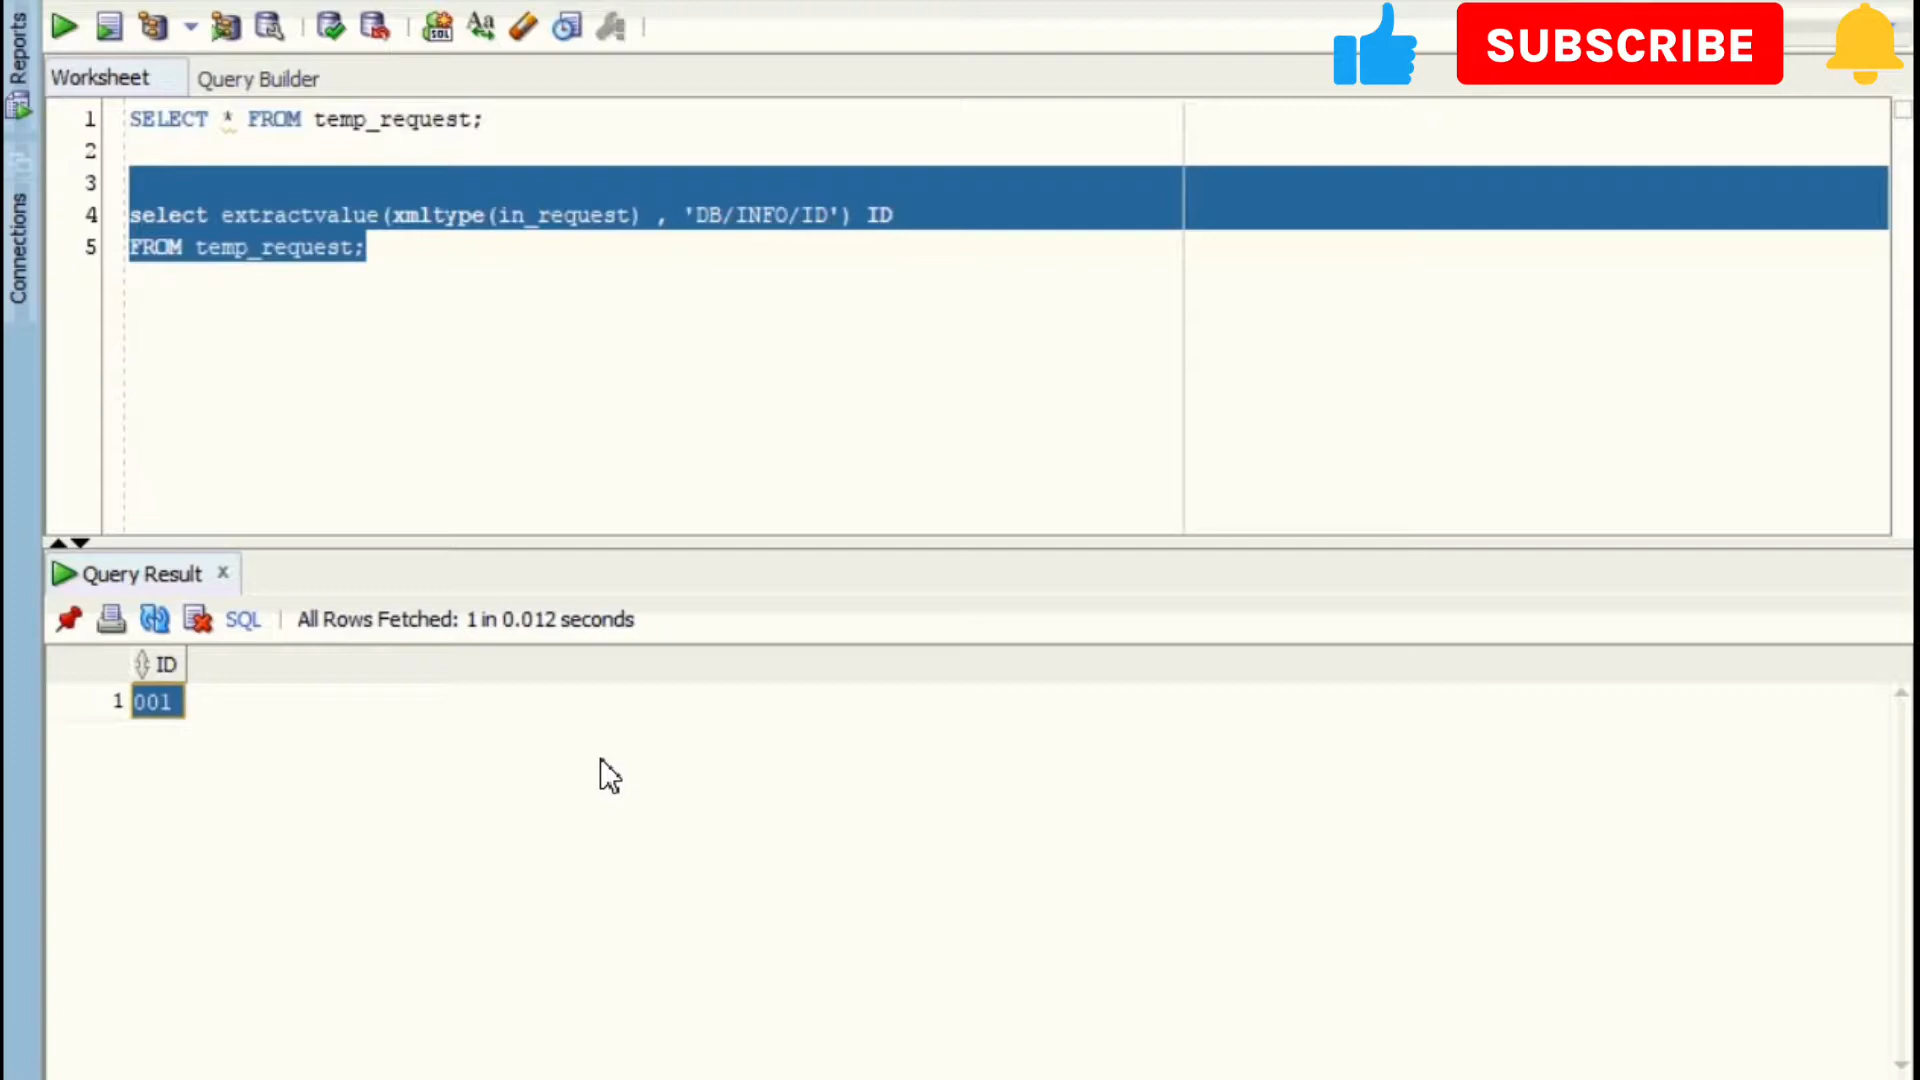 Reports
Connections
SUBSCRIBE
Worksheet
Query Builder
1 SELECT * FROM temp_request;
2
3
4 select extractvalue(xmltype(in_request) , 'DB/INFO/ID') ID
5 FROM temp_request;
Query Result x
SQL | All Rows Fetched: 1 in 0.012 seconds
ID
1 001